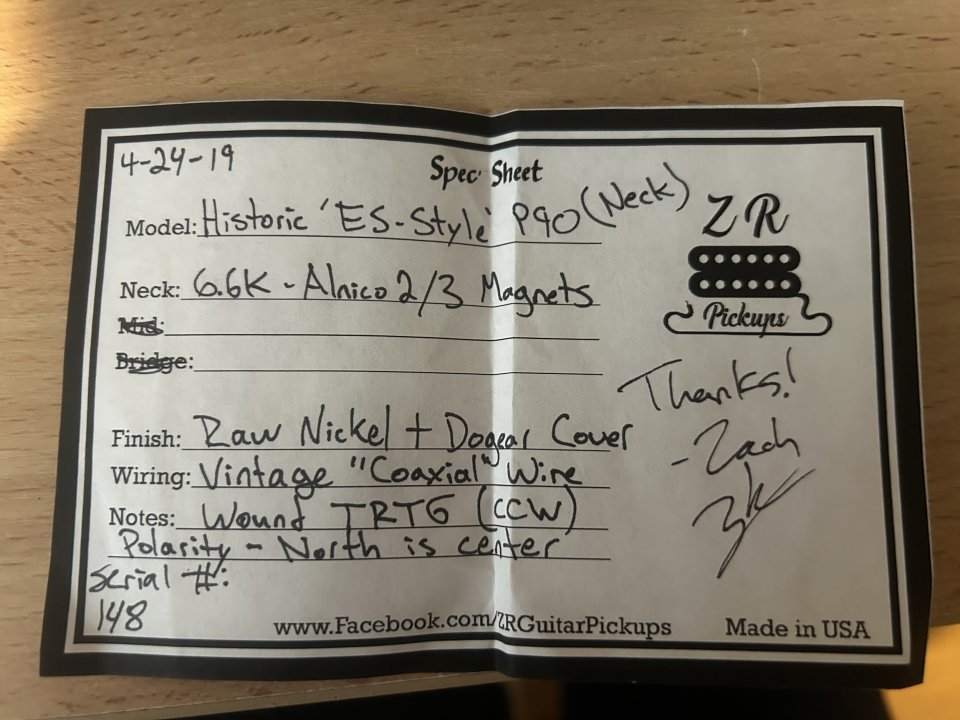 4-24-19
Spec Sheet
Model: Historic 'ES-Style' P90 (Neck)
ZR
Pickups
Neck: 6.6K - Alnico 2/3 Magnets
Mid:
Bridge:
Thanks!
- Zach
ZR
Finish: Raw Nickel + Dogear Cover
Wiring: Vintage "Coaxial" Wire
Notes: Wound TRTG (CCW)
Polarity - North is center
Serial #:
148
www.Facebook.com/ZRGuitarPickups
Made in USA